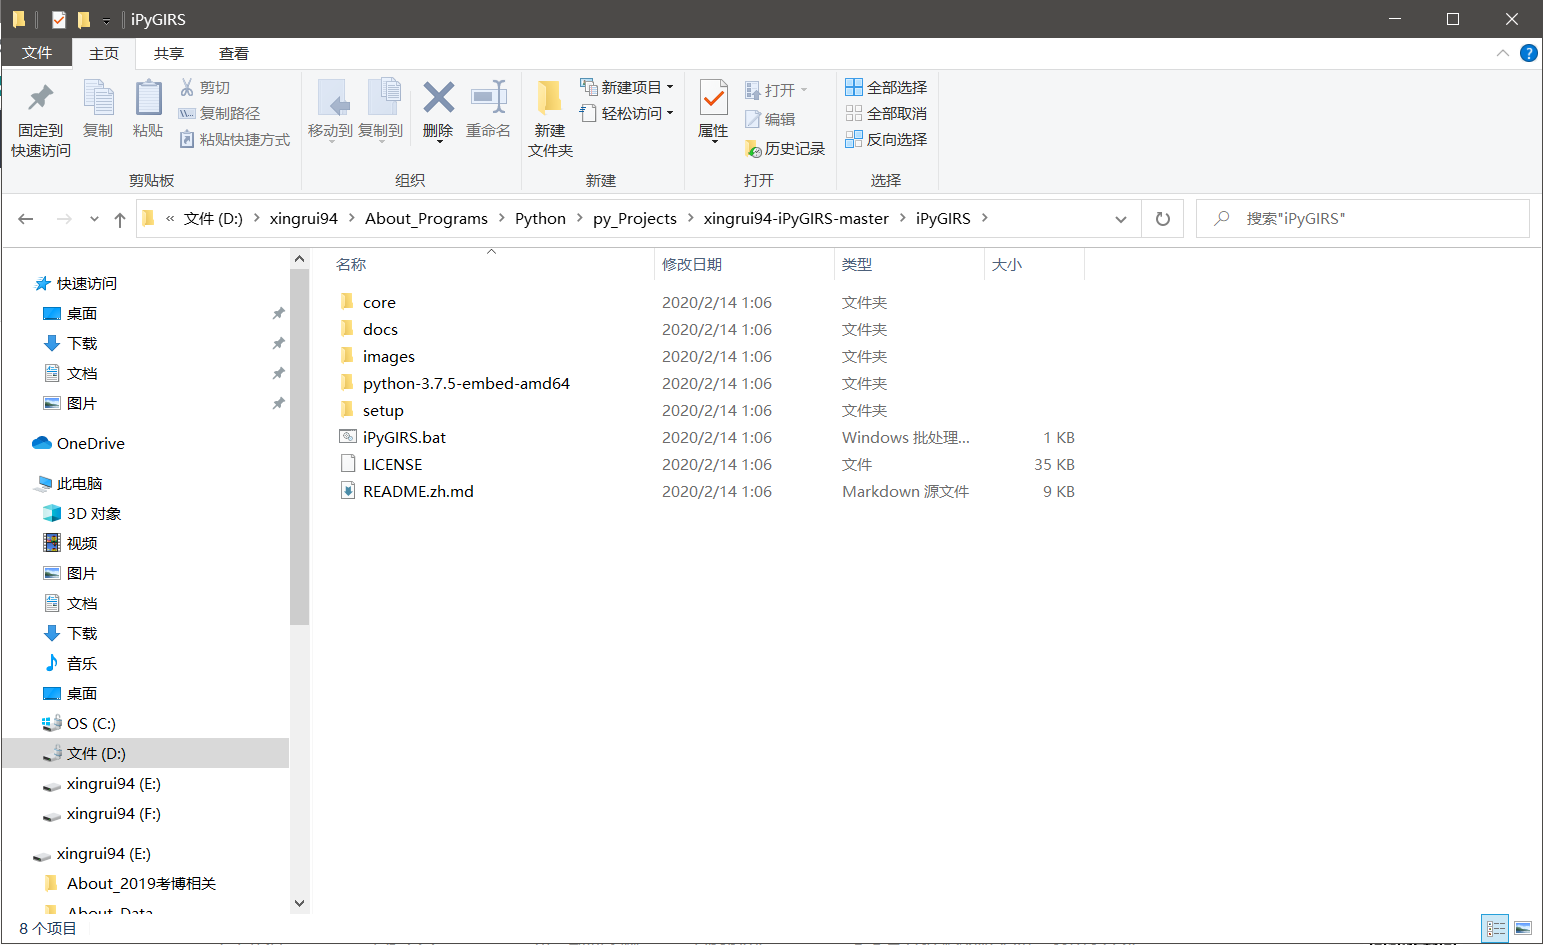 iPyGIRS
文件 主页 共享 查看
固定到
快速访问
复制
粘贴
剪切
复制路径
粘贴快捷方式
剪贴板
移动到
复制到
删除
重命名
组织
新建
文件夹
新建项目
轻松访问
新建
属性
打开
编辑
历史记录
打开
全部选择
全部取消
反向选择
选择
« 文件 (D:) > xingrui94 > About_Programs > Python > py_Projects > xingrui94-iPyGIRS-master > iPyGIRS >
搜索"iPyGIRS"
快速访问
桌面
下载
文档
图片
OneDrive
此电脑
3D 对象
视频
图片
文档
下载
音乐
桌面
OS (C:)
文件 (D:)
xingrui94 (E:)
xingrui94 (F:)
xingrui94 (E:)
About_2019考博相关
About_Data
名称 修改日期 类型 大小
core 2020/2/14 1:06 文件夹
docs 2020/2/14 1:06 文件夹
images 2020/2/14 1:06 文件夹
python-3.7.5-embed-amd64 2020/2/14 1:06 文件夹
setup 2020/2/14 1:06 文件夹
iPyGIRS.bat 2020/2/14 1:06 Windows 批处理... 1 KB
LICENSE 2020/2/14 1:06 文件 35 KB
README.zh.md 2020/2/14 1:06 Markdown 源文件 9 KB
8 个项目